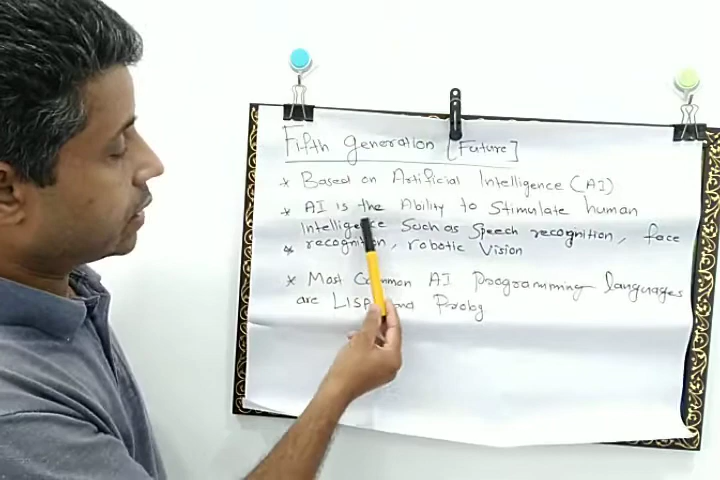 Fifth generation [Future]
* Based on Artificial Intelligence (AI)
* AI is the Ability to Stimulate human
Intelligence Such as Speech recognition, face
* recognition, robotic Vision
* Most Common AI Programming languages
are LISP and Prolog